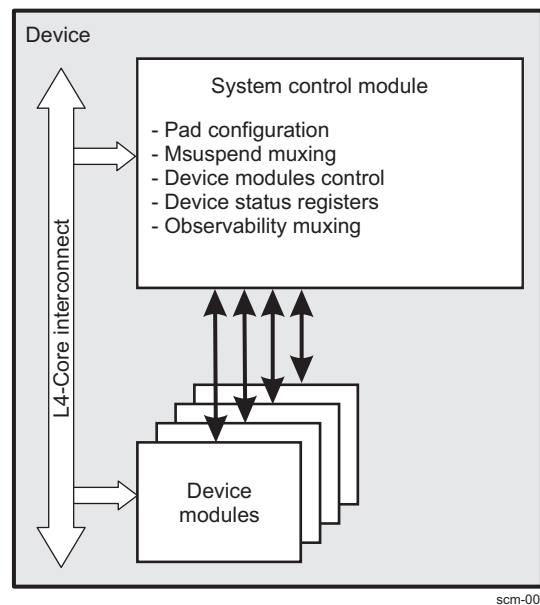 Device
System control module
- Pad configuration
- Msuspend muxing
- Device modules control
- Device status registers
- Observability muxing
L4-Core interconnect
Device
modules
scm-00